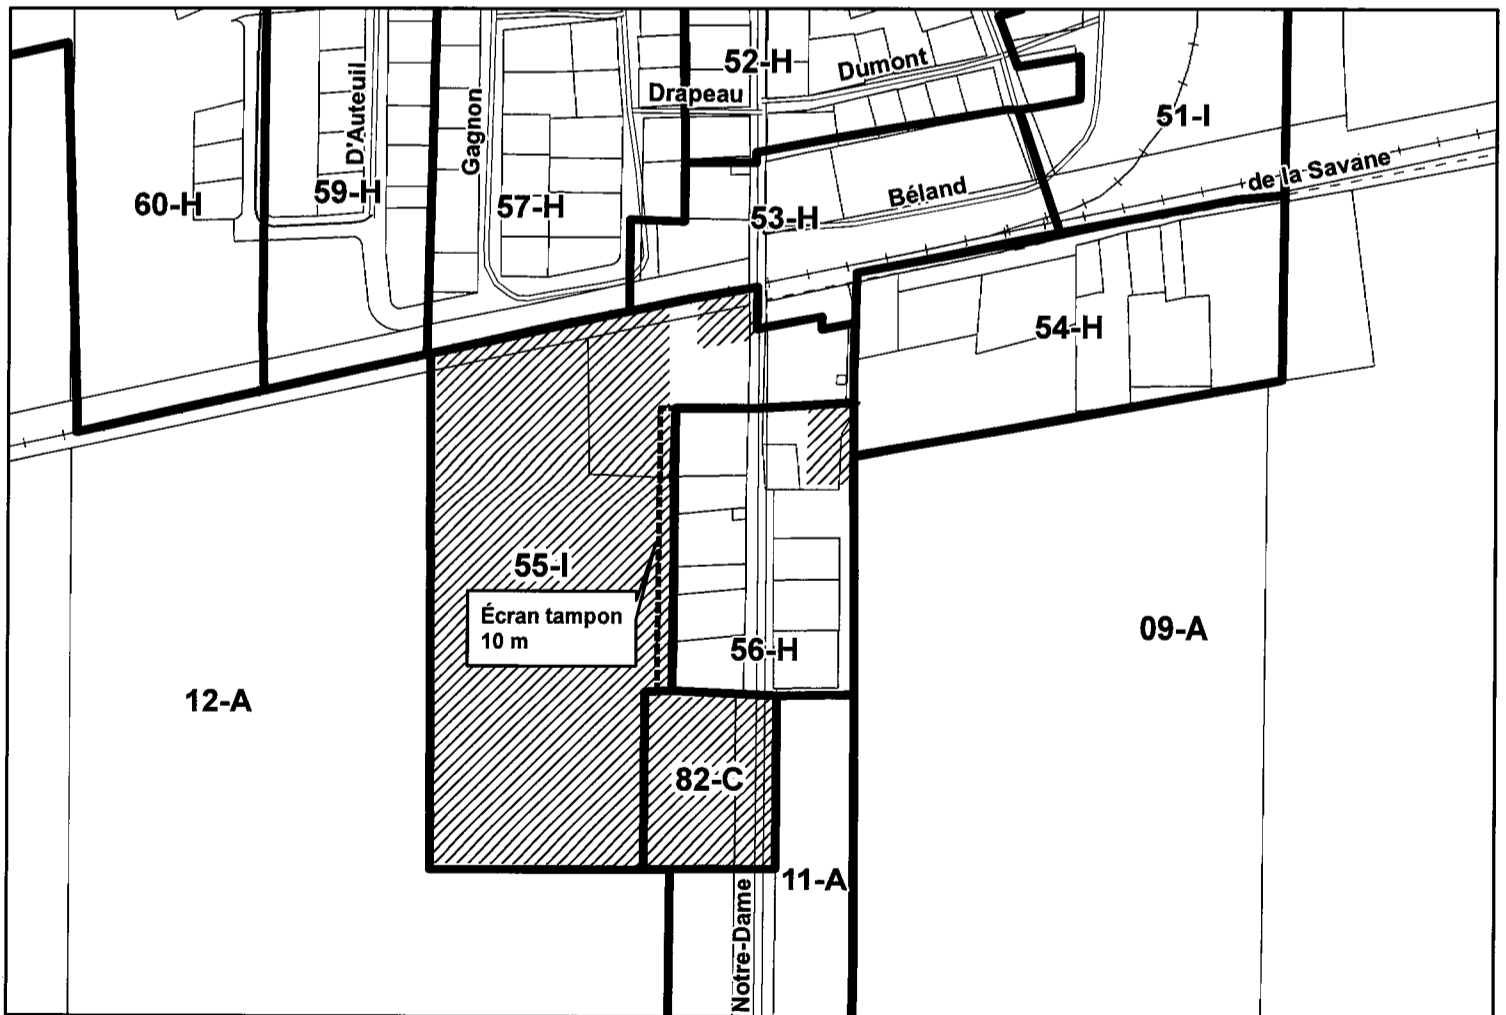 52-H
Dumont
Drapeau
51-I
D'Auteuil
Gagnon
de la Savane
60-H
59-H
57-H
53-H
Béland
54-H
55-I
Écran tampon
10 m
56-H
09-A
12-A
82-C
11-A
Notre-Dame